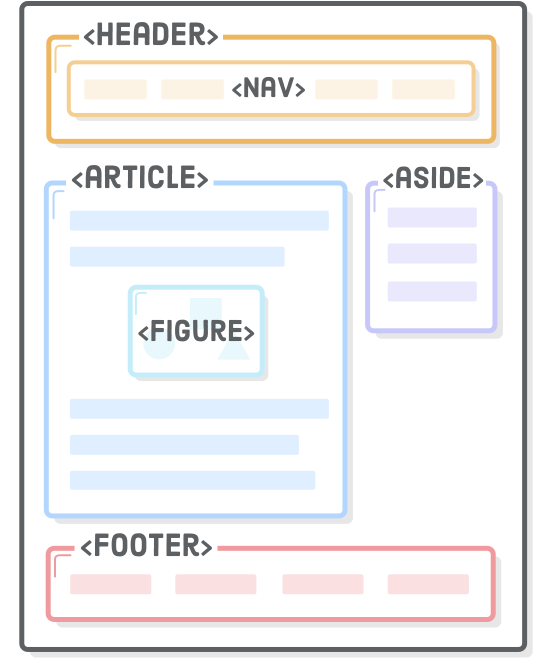 <HEADER>
<NAV>
<ARTICLE>
<ASIDE>
<FIGURE>
<FOOTER>